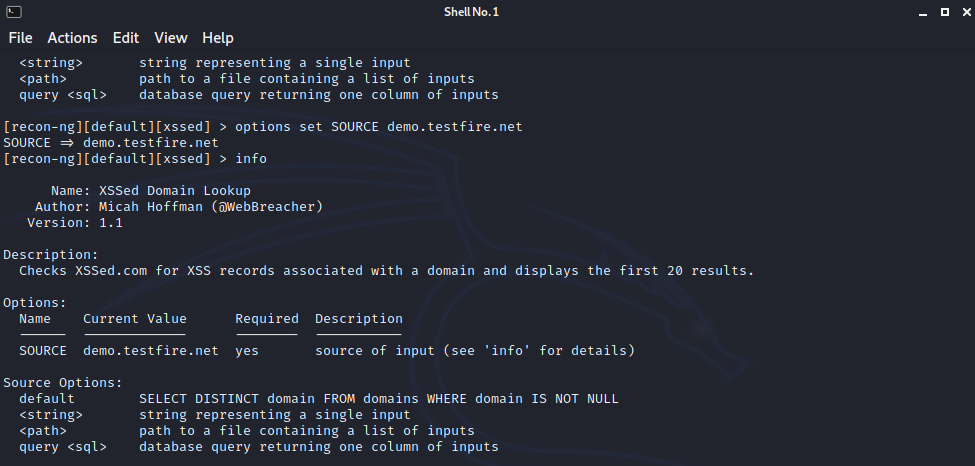 Shell No. 1
File Actions Edit View Help
<string> string representing a single input
<path> path to a file containing a list of inputs
query <sql> database query returning one column of inputs
[recon-ng][default][xssed] > options set SOURCE demo.testfire.net
SOURCE ⇒ demo.testfire.net
[recon-ng][default][xssed] > info
Name: XSSed Domain Lookup
Author: Micah Hoffman (@WebBreacher)
Version: 1.1
Description:
Checks XSSed.com for XSS records associated with a domain and displays the first 20 results.
Options:
Name Current Value Required Description
SOURCE demo.testfire.net yes source of input (see 'info' for details)
Source Options:
default SELECT DISTINCT domain FROM domains WHERE domain IS NOT NULL
<string> string representing a single input
<path> path to a file containing a list of inputs
query <sql> database query returning one column of inputs